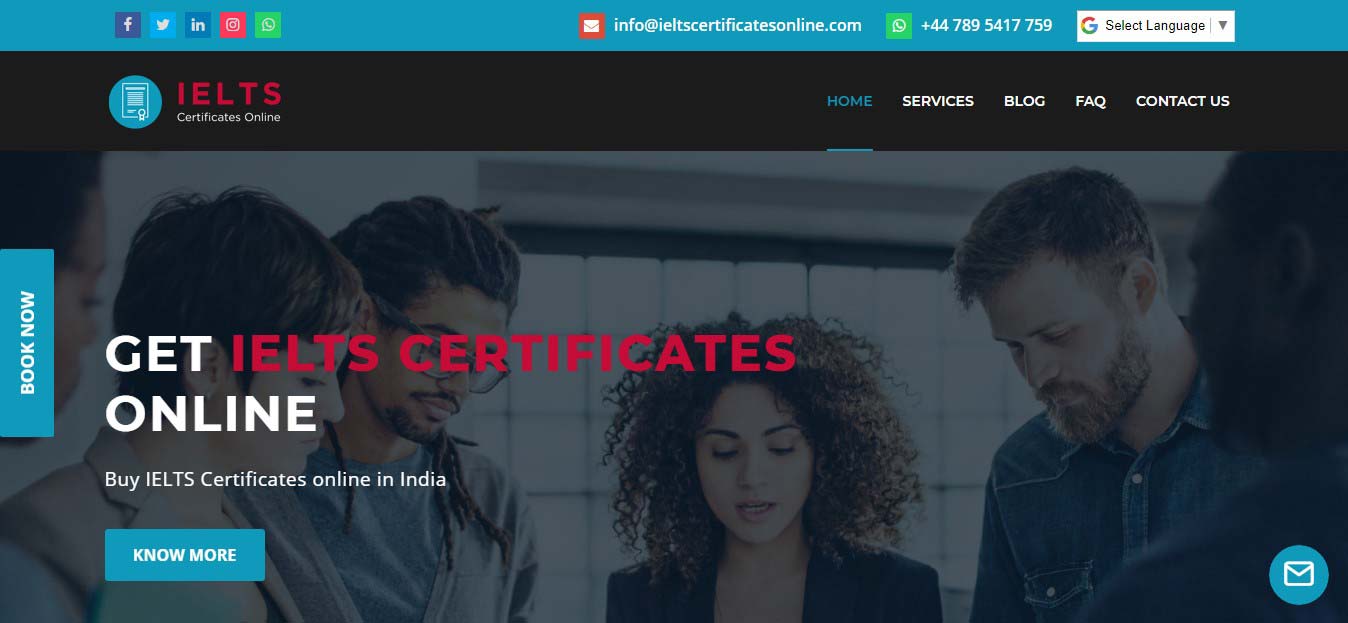 info@ieltscertificatesonline.com
+44 789 5417 759
Select Language
IELTS
Certificates Online
HOME
SERVICES
BLOG
FAQ
CONTACT US
BOOK NOW
GET IELTS CERTIFICATES
ONLINE
Buy IELTS Certificates online in India
KNOW MORE